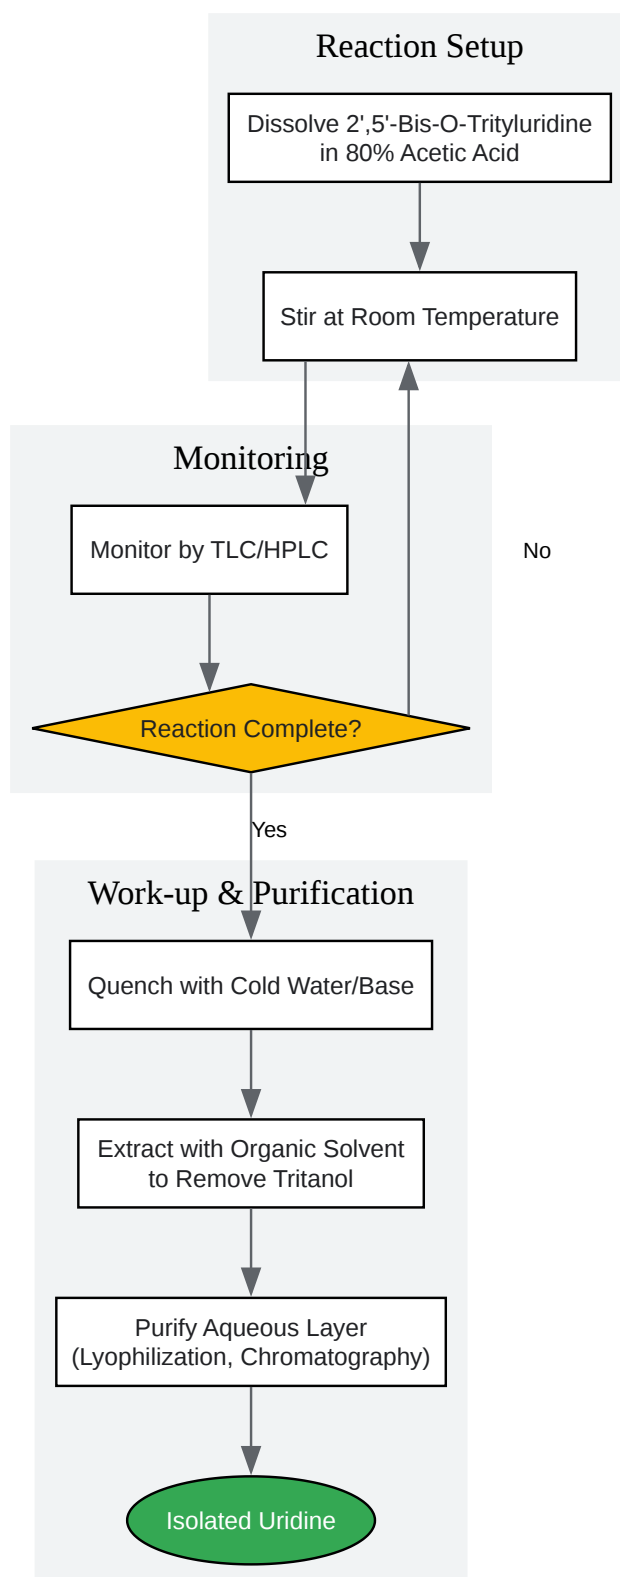 Reaction Setup
Dissolve 2',5'-Bis-O-Trityluridine
in 80% Acetic Acid
Stir at Room Temperature
Monitoring
Monitor by TLC/HPLC
No
Reaction Complete?
Yes
Work-up & Purification
Quench with Cold Water/Base
Extract with Organic Solvent
to Remove Tritanol
Purify Aqueous Layer
(Lyophilization, Chromatography)
Isolated Uridine